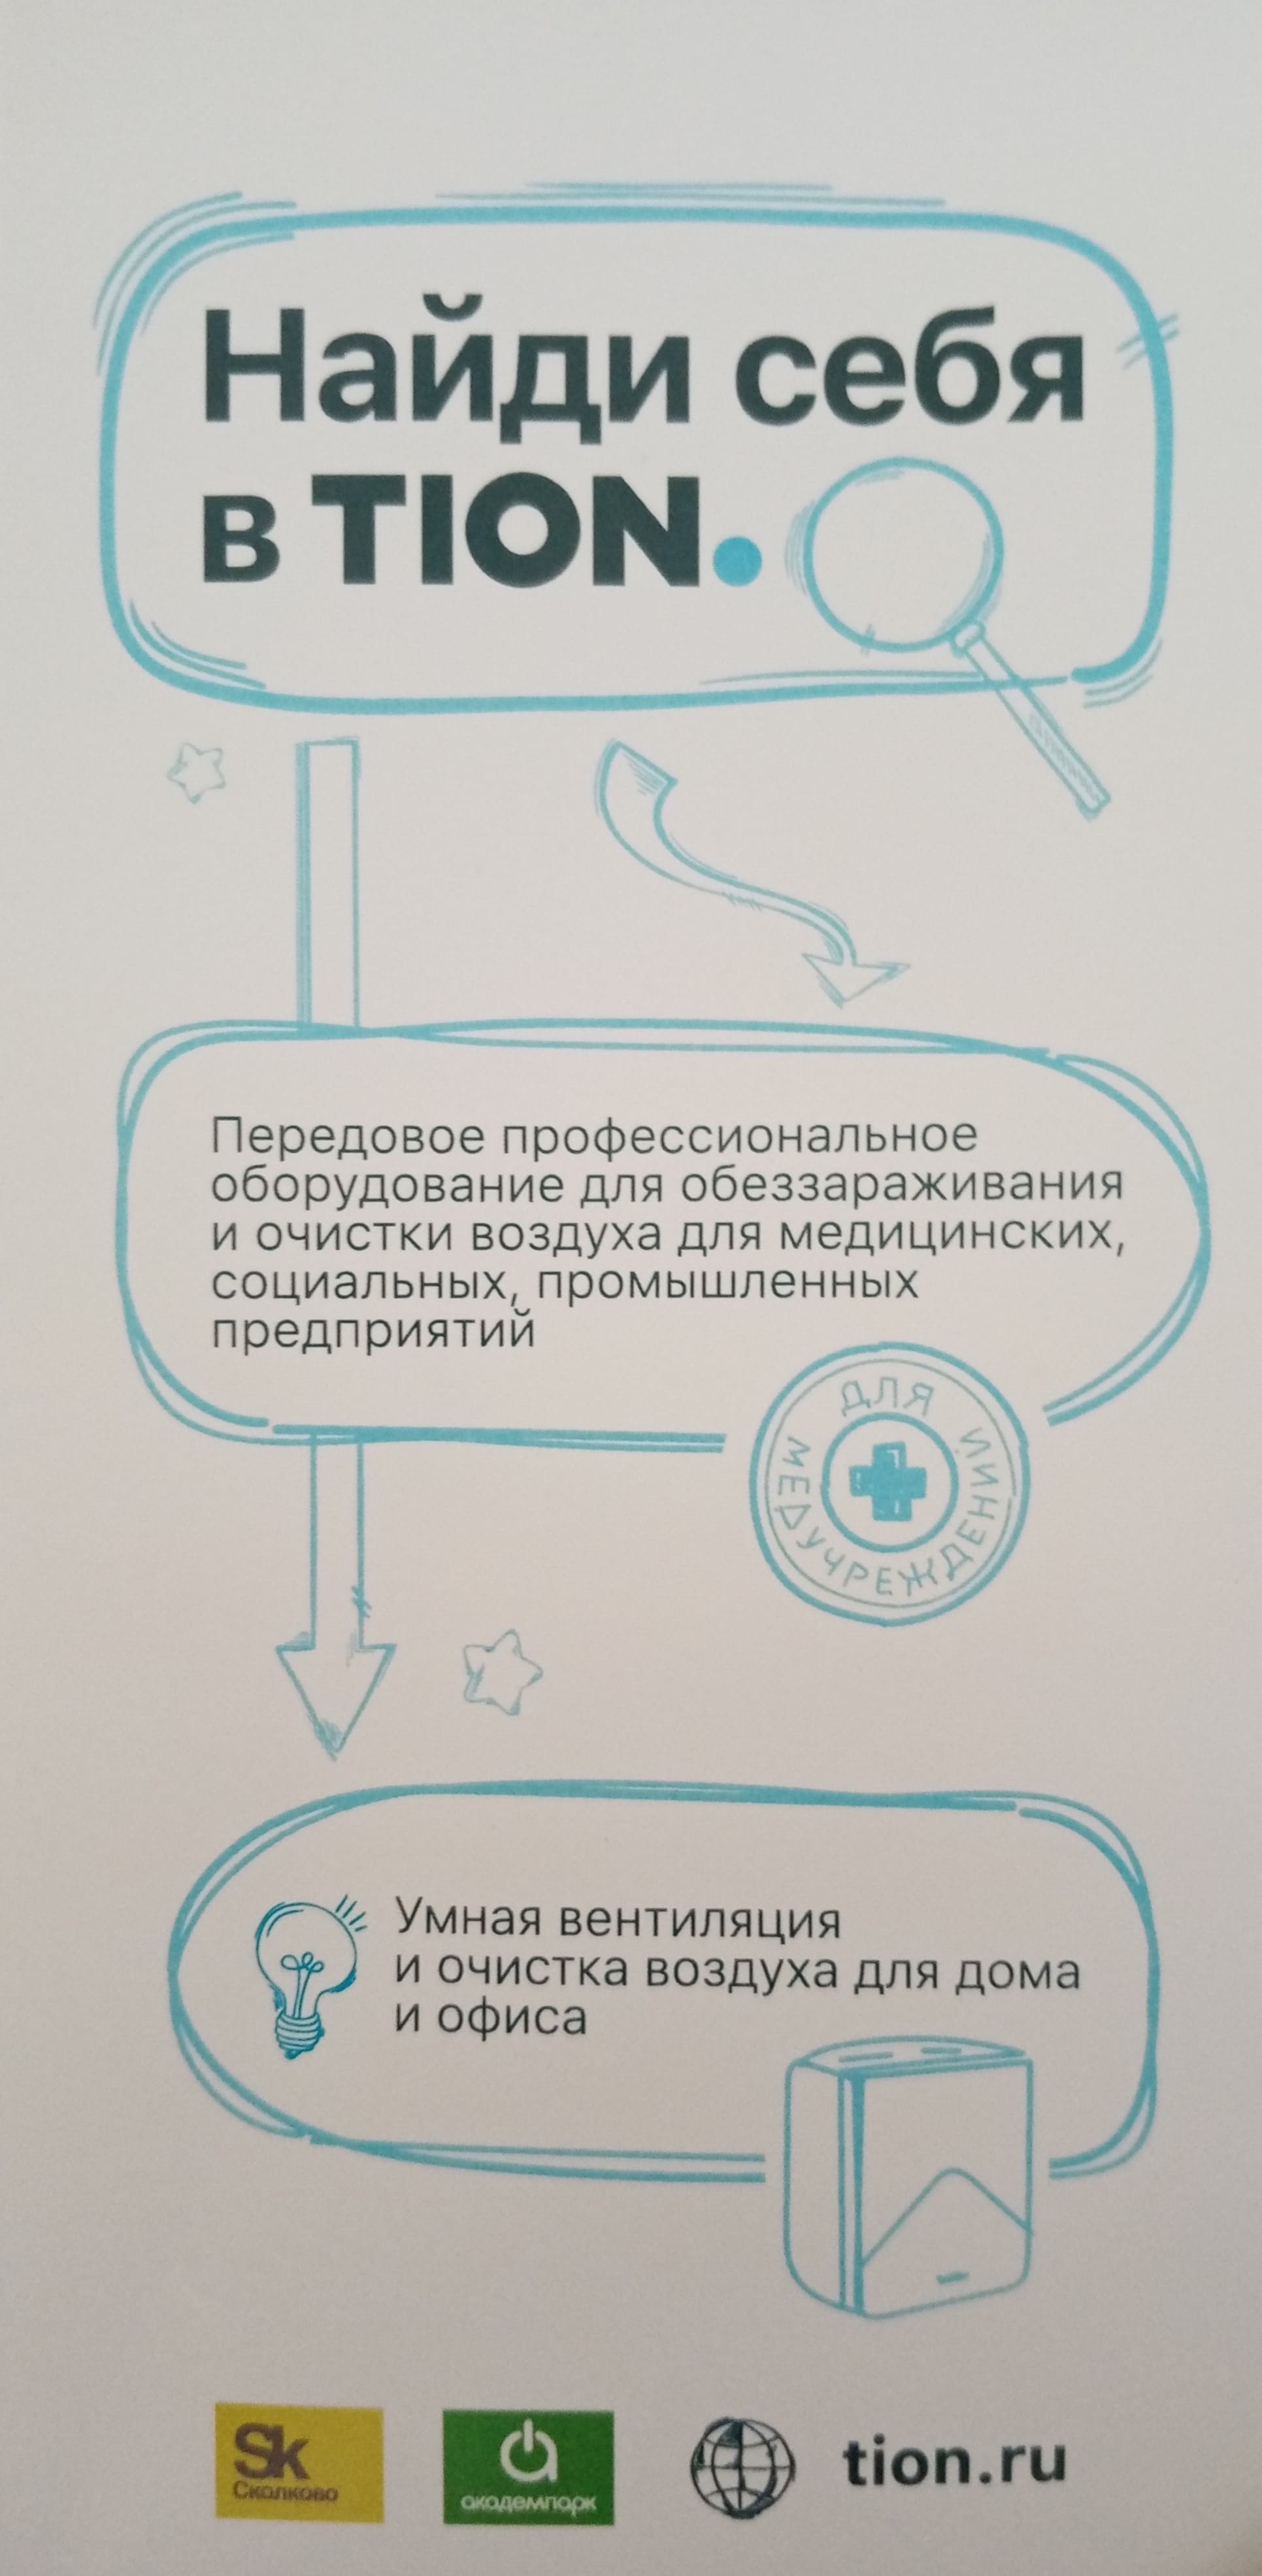 Найди себя
в TION.
Передовое профессиональное
оборудование для обеззараживания
и очистки воздуха для медицинских,
социальных, промышленных
предприятий
ДЛЯ
МЕДУЧРЕЖДЕНИЙ
Умная вентиляция
и очистка воздуха для дома
и офиса
Sk
Сколково
академпарк
tion.ru